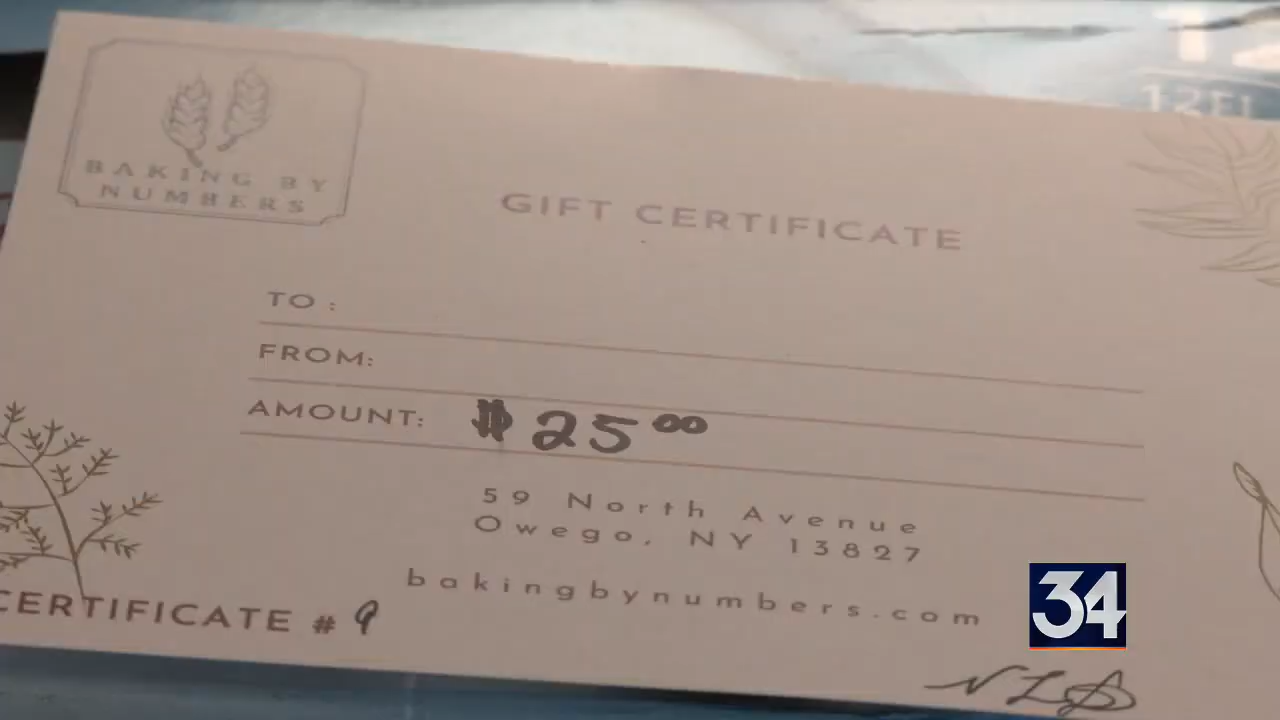 BAKING BY
NUMBERS
GIFT CERTIFICATE
TO :
FROM:
AMOUNT: $ 25 00
59 North Avenue
Owego, NY 13827
bakingbynumbers.com
CERTIFICATE # 9
34